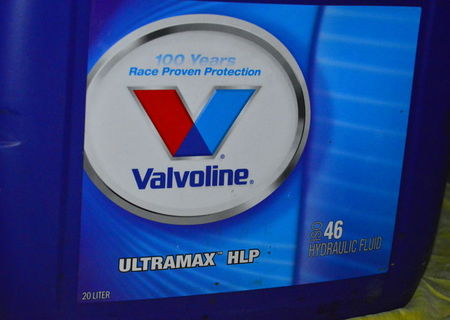 100 Years
Race Proven Protection
Valvoline®
ULTRAMAX™ HLP
ISO 46
HYDRAULIC FLUID
20 LITER